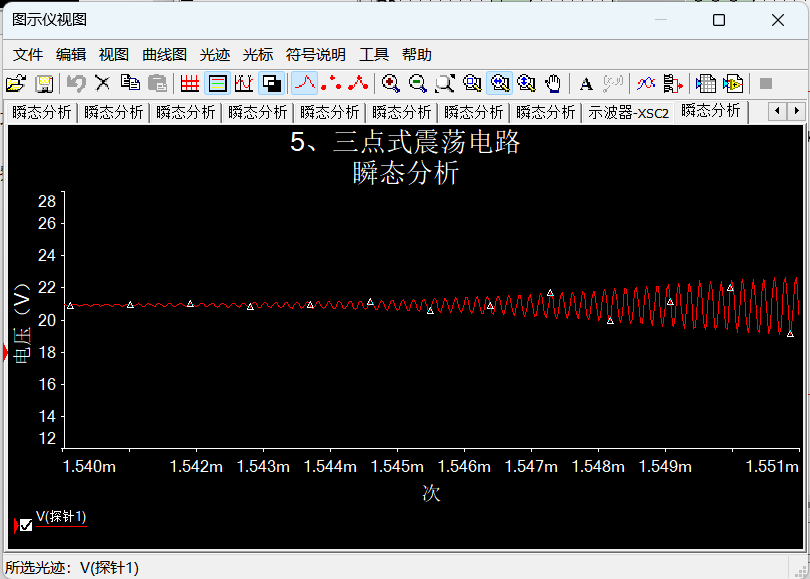 图示仪视图
文件 编辑 视图 曲线图 光迹 光标 符号说明 工具 帮助
A
瞬态分析 瞬态分析 瞬态分析 瞬态分析 瞬态分析 瞬态分析 瞬态分析 瞬态分析 示波器-XSC2 瞬态分析
5、三点式震荡电路
瞬态分析
28
26
24
22
20
18
16
14
12
电压（V）
1.540m 1.542m 1.543m 1.544m 1.545m 1.546m 1.547m 1.548m 1.549m 1.551m
次
V(探针1)
所选光迹：V(探针1)